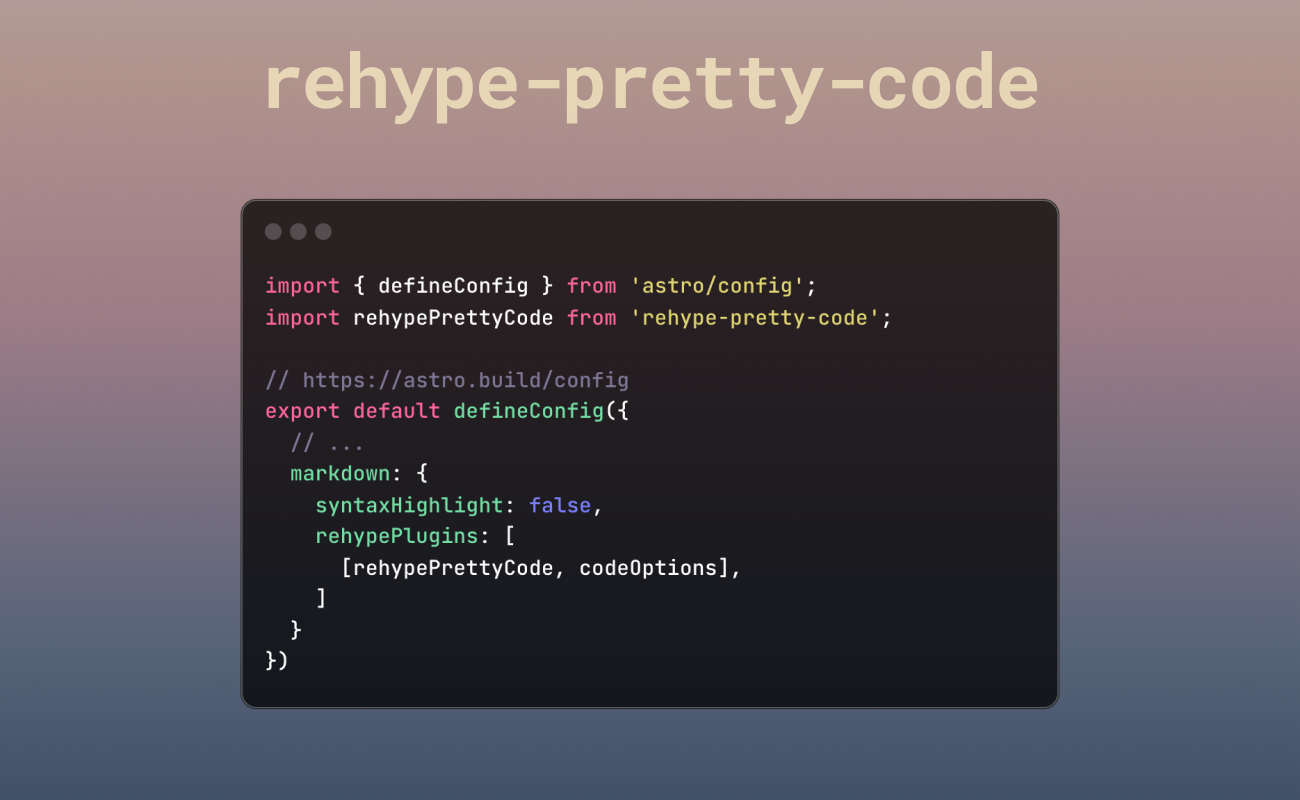 rehype-pretty-code
import { defineConfig } from 'astro/config';
import rehypePrettyCode from 'rehype-pretty-code';
// https://astro.build/config
export default defineConfig({
  // ...
  markdown: {
    syntaxHighlight: false,
    rehypePlugins: [
      [rehypePrettyCode, codeOptions],
    ]
  }
})